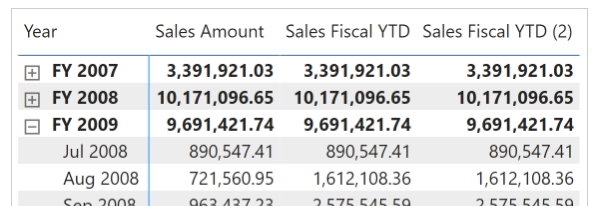 Year Sales Amount Sales Fiscal YTD Sales Fiscal YTD (2)
FY 2007 3,391,921.03 3,391,921.03 3,391,921.03
FY 2008 10,171,096.65 10,171,096.65 10,171,096.65
FY 2009 9,691,421.74 9,691,421.74 9,691,421.74
Jul 2008 890,547.41 890,547.41 890,547.41
Aug 2008 721,560.95 1,612,108.36 1,612,108.36
Sep 2008 963,437.23 2,575,545.59 2,575,545.59